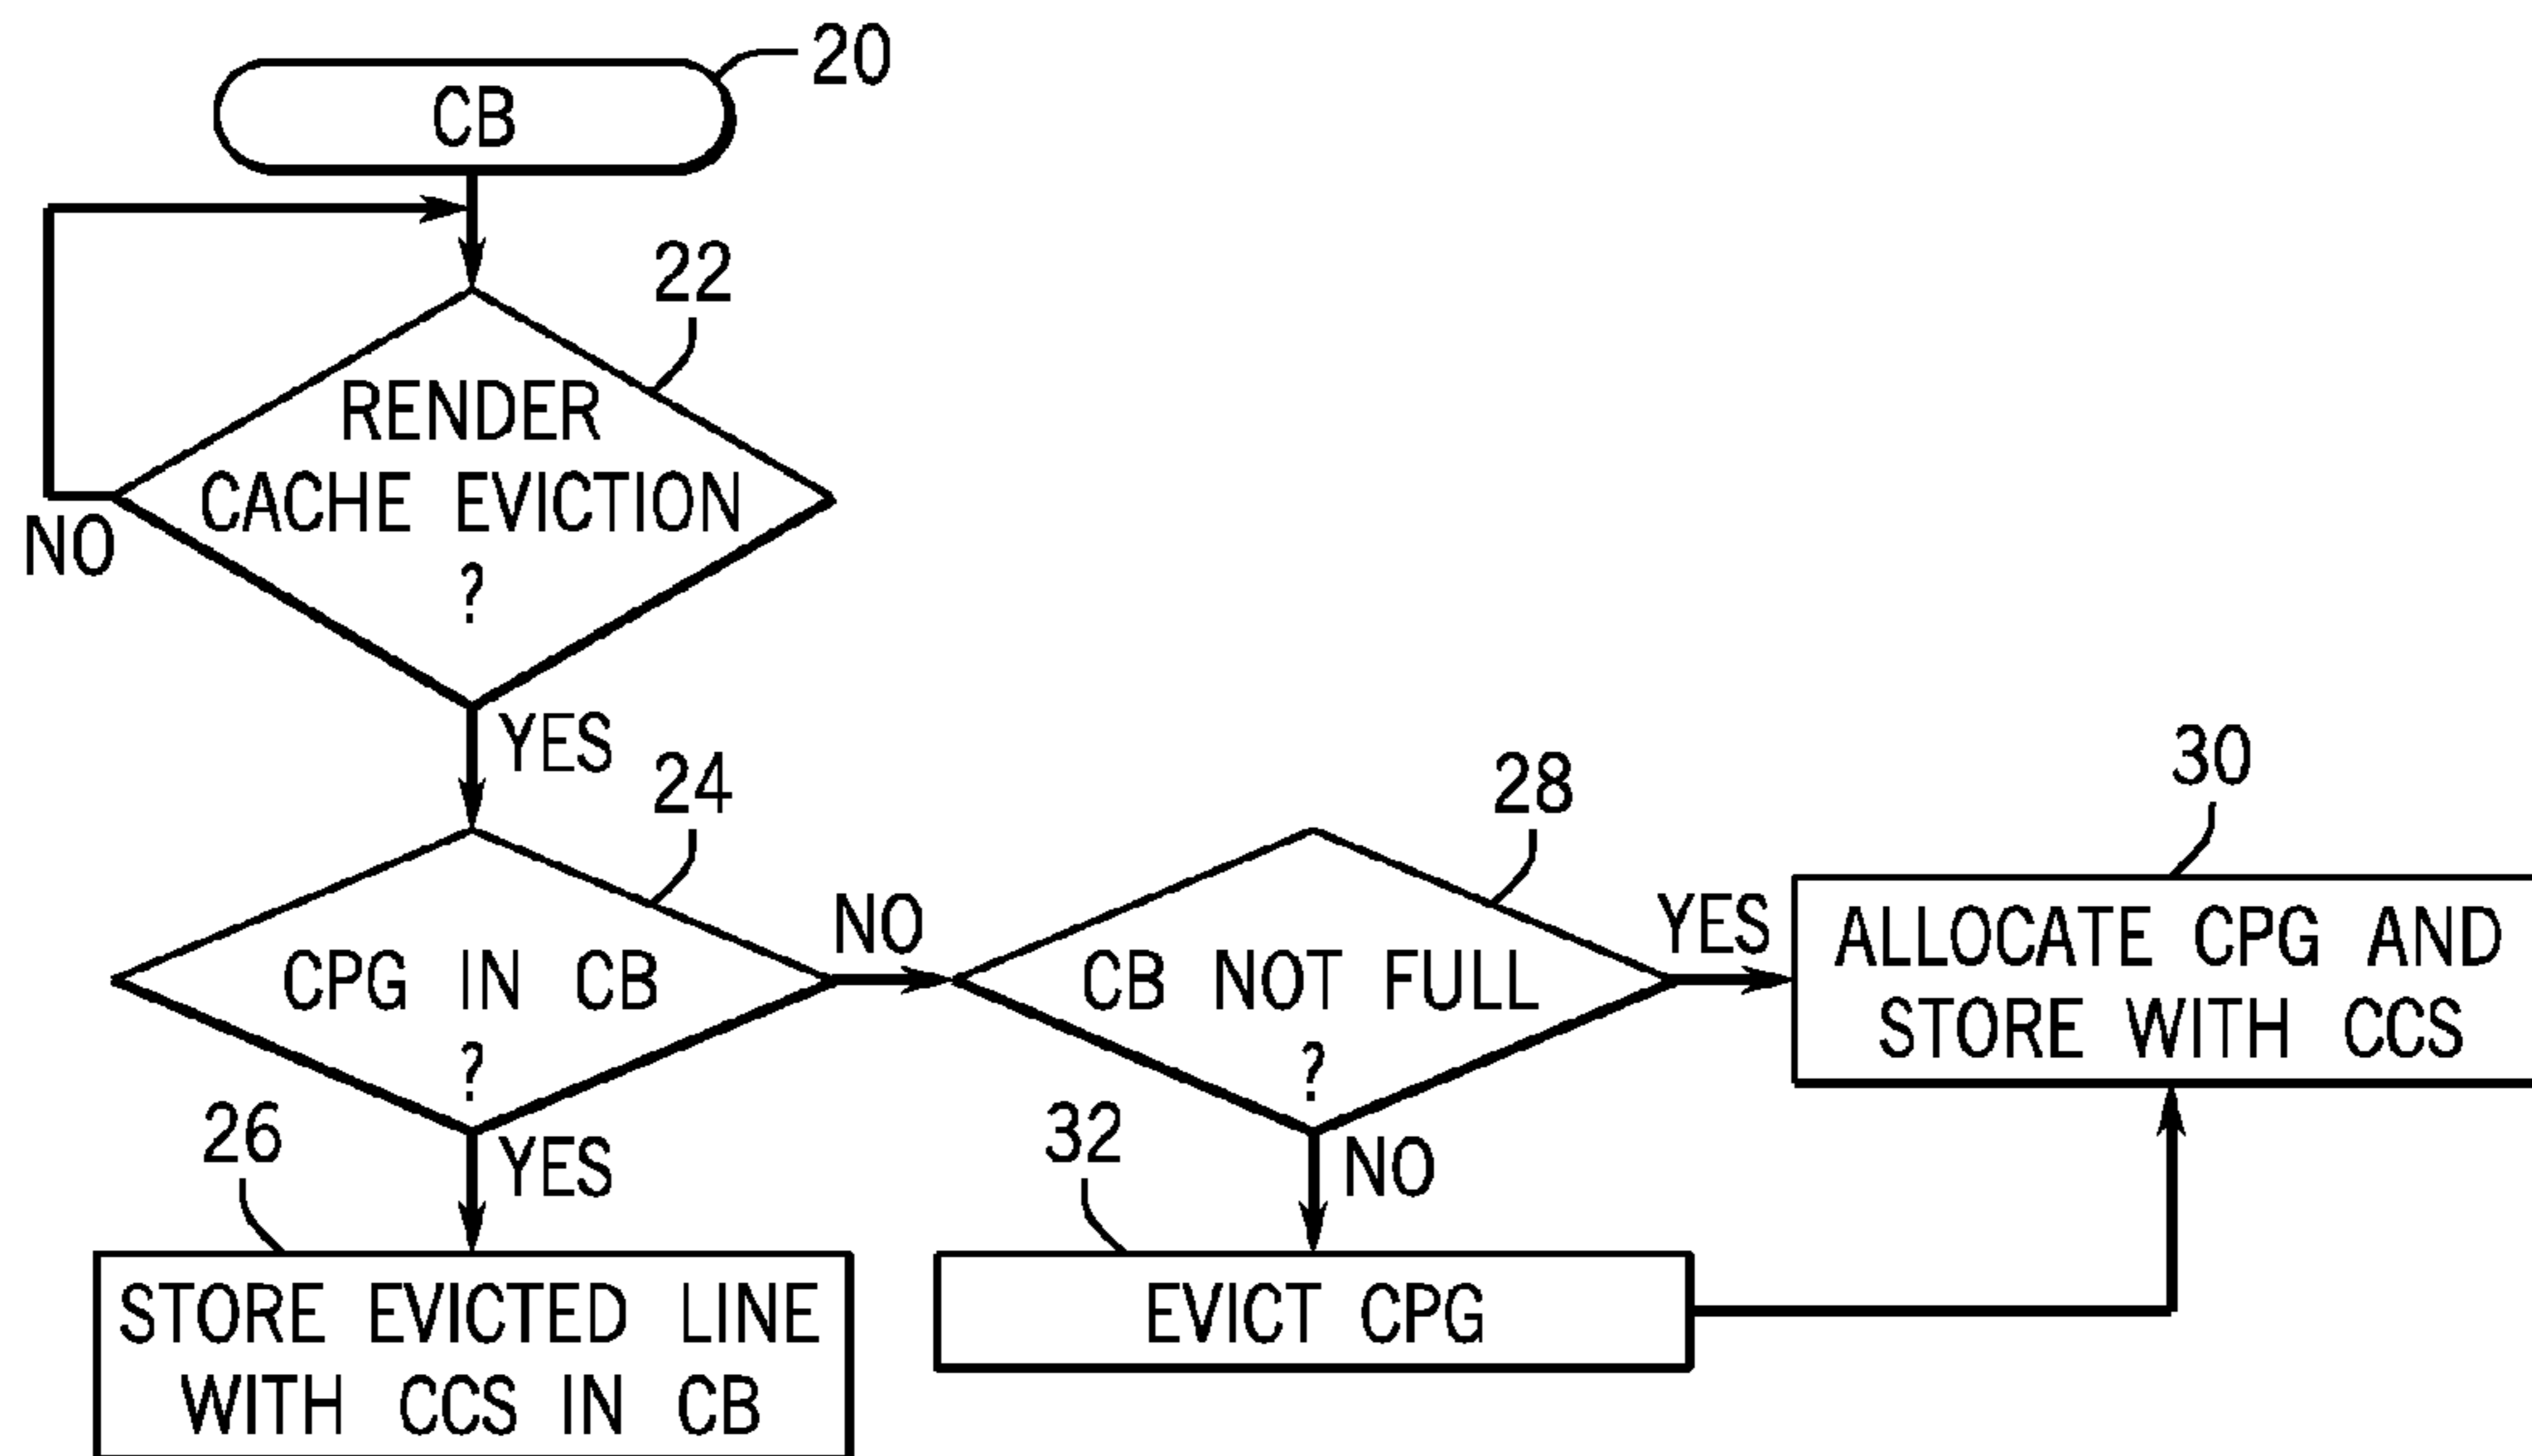 20
CB
22
RENDER
CACHE EVICTION
?
NO
YES
24
CPG IN CB
?
NO
28
CB NOT FULL
?
YES
30
ALLOCATE CPG AND
STORE WITH CCS
26
YES
STORE EVICTED LINE
WITH CCS IN CB
32
NO
EVICT CPG